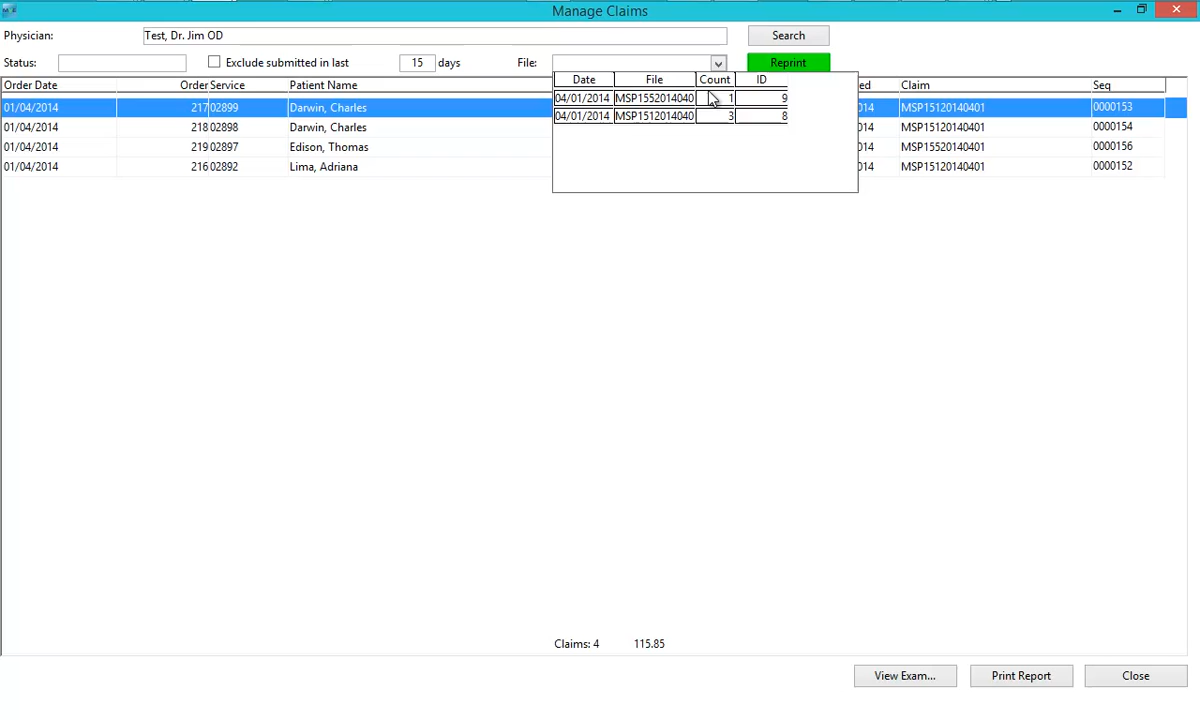 Manage Claims
Physician: Test, Dr. Jim OD Search
Status: Exclude submitted in last 15 days File: Reprint
Order Date Order Service Patient Name ed Claim Seq
Date File Count ID
01/04/2014 217 02899 Darwin, Charles 014 MSP15120140401 0000153
04/01/2014 MSP1552014040 1 9
04/01/2014 MSP1512014040 3 8
01/04/2014 218 02898 Darwin, Charles 014 MSP15120140401 0000154
01/04/2014 219 02897 Edison, Thomas 014 MSP15520140401 0000156
01/04/2014 216 02892 Lima, Adriana 014 MSP15120140401 0000152
Claims: 4 115.85
View Exam... Print Report Close